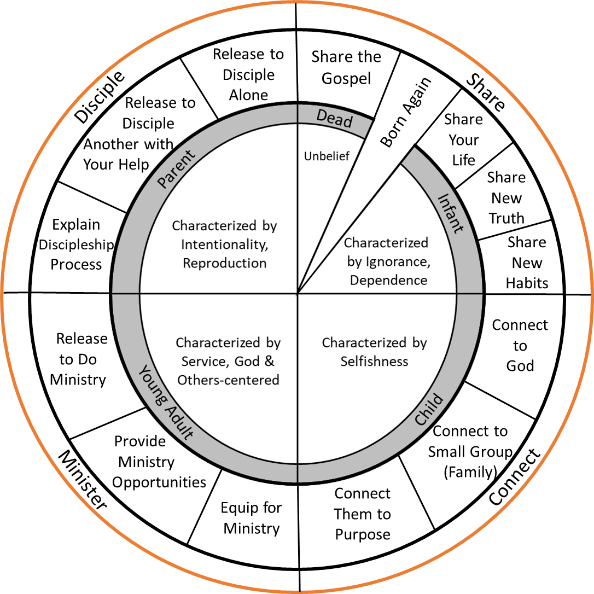 Share
Share the
Gospel
Dead
Unbelief
Born Again
Share
Your
Life
Share
New
Truth
Share
New
Habits
Infant
Characterized
by Ignorance,
Dependence
Connect
Connect
to
God
Connect to
Small Group
(Family)
Connect
Them to
Purpose
Child
Characterized by
Selfishness
Minister
Equip for
Ministry
Provide
Ministry
Opportunities
Release
to Do
Ministry
Young Adult
Characterized by
Service, God &
Others-centered
Disciple
Explain
Discipleship
Process
Release to
Disciple
Another with
Your Help
Release to
Disciple
Alone
Parent
Characterized by
Intentionality,
Reproduction